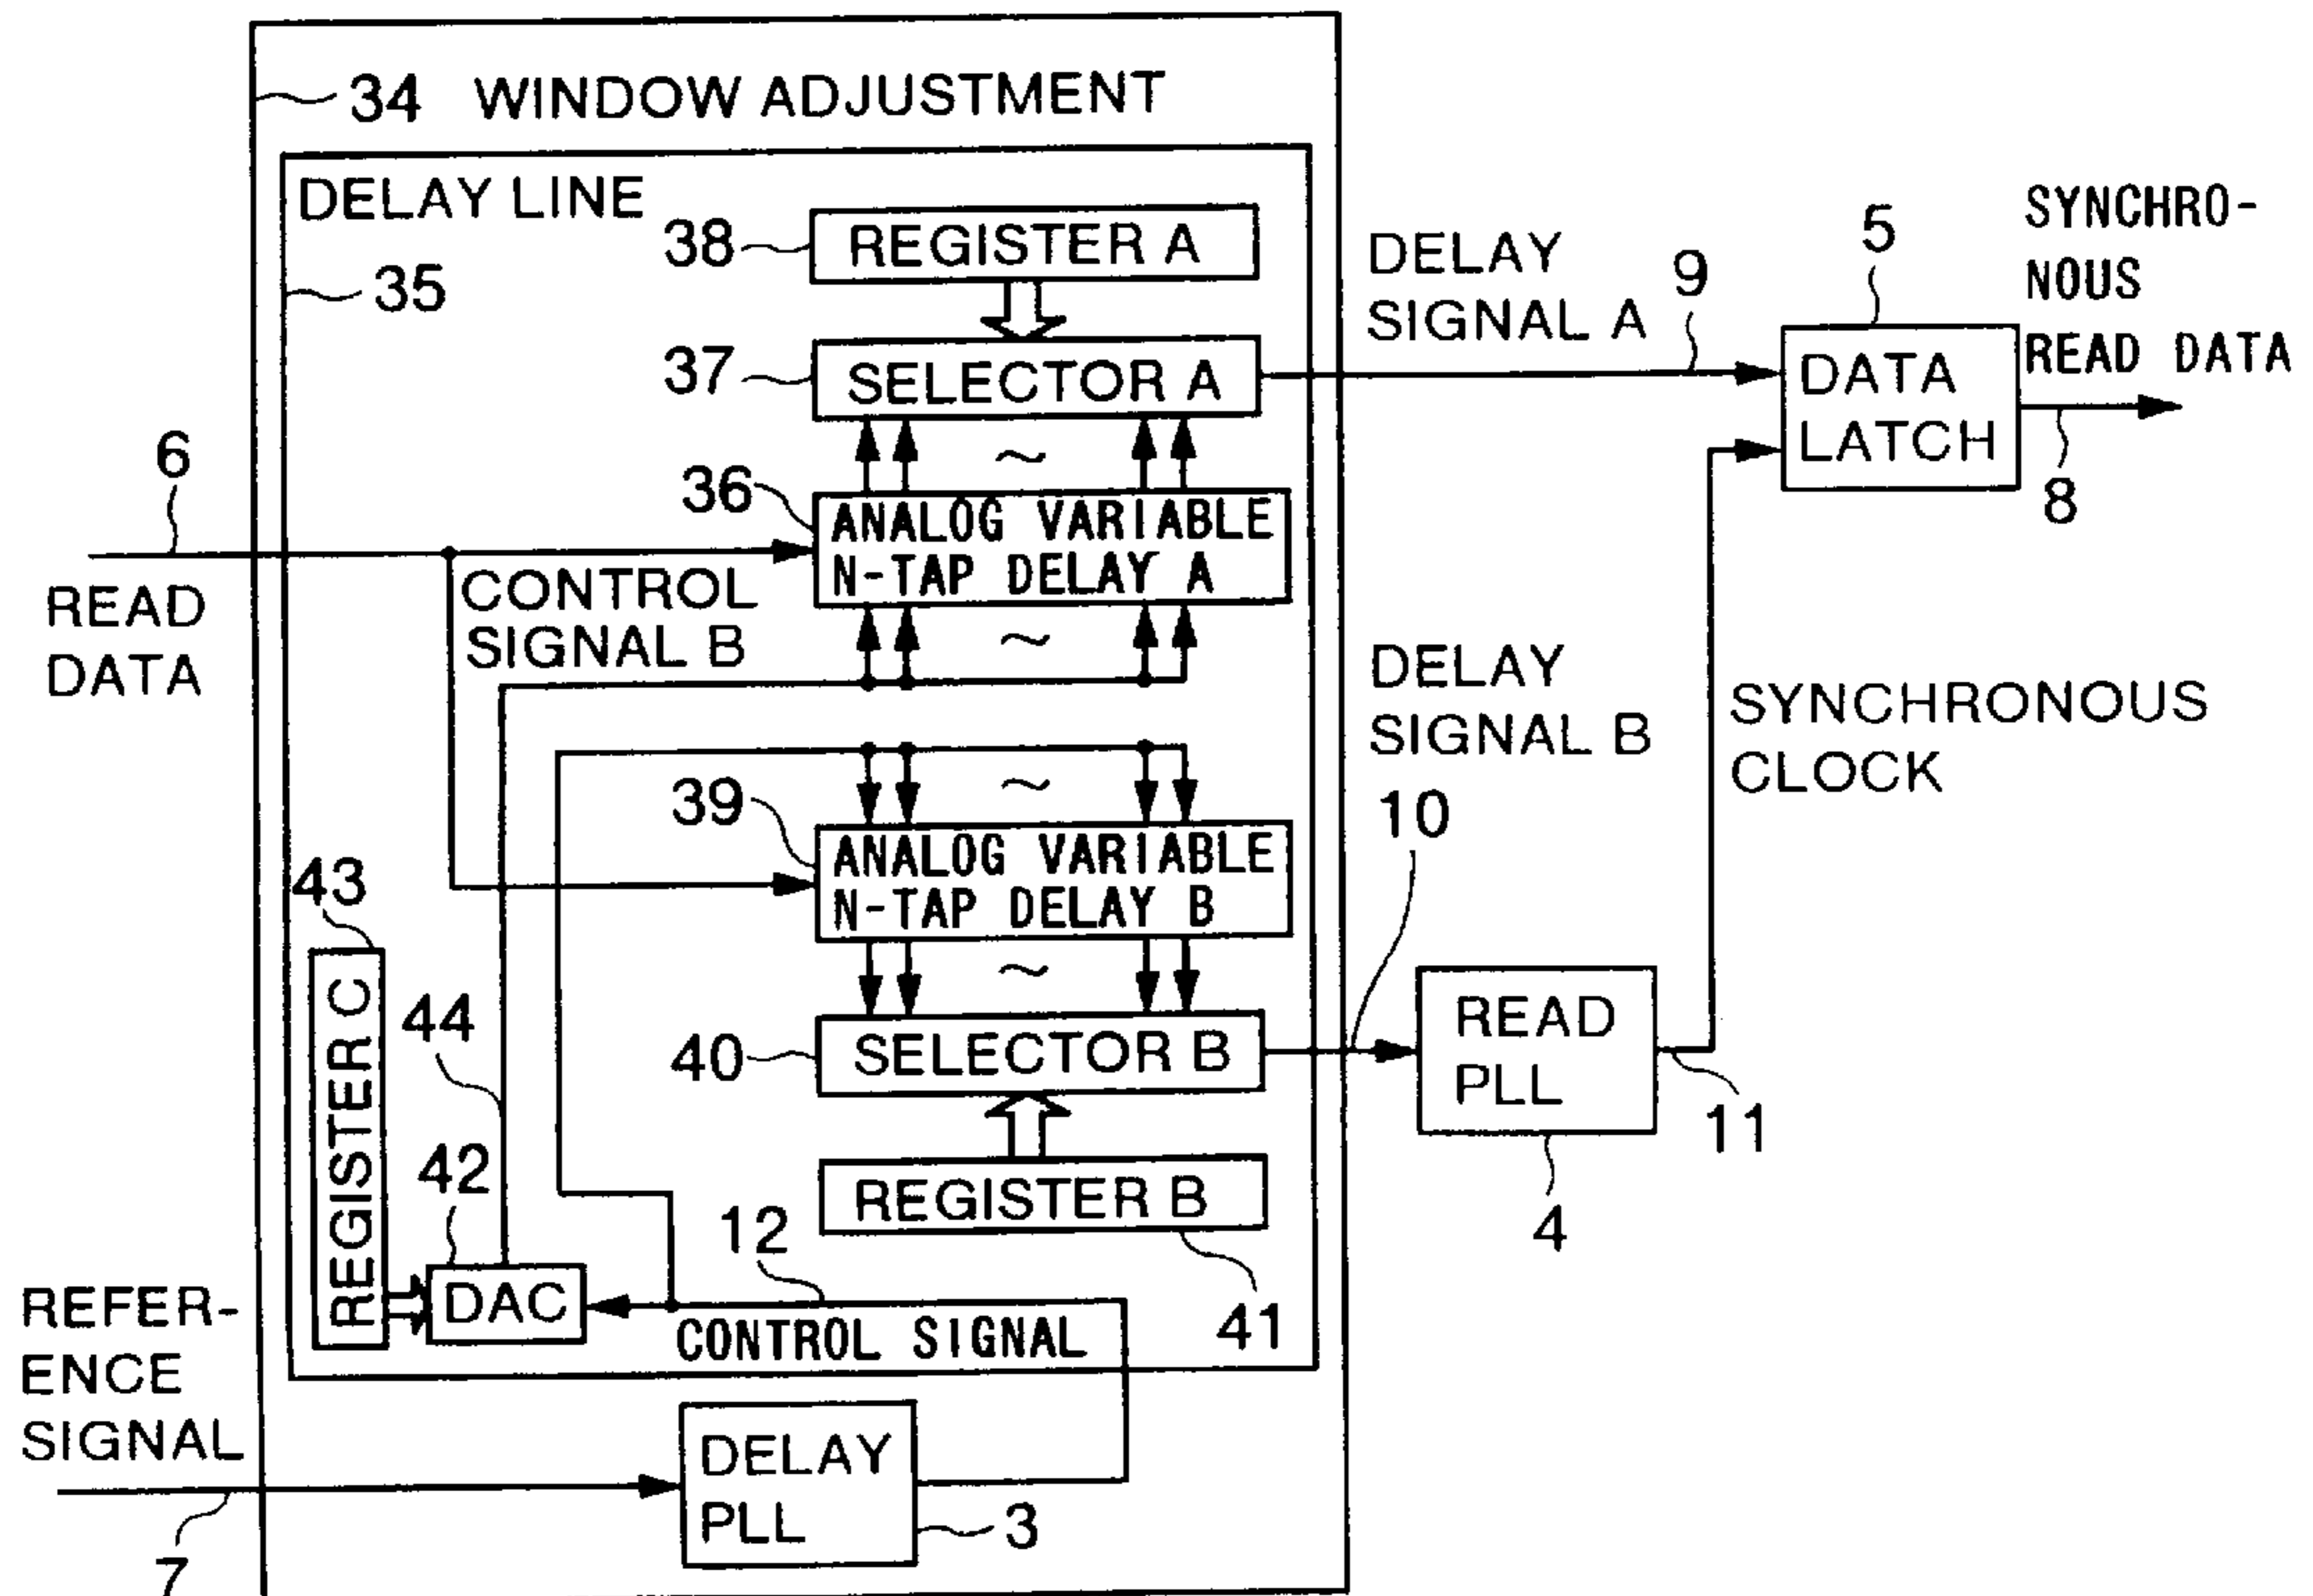 34 WINDOW ADJUSTMENT
DELAY LINE
35
38
REGISTER A
37
SELECTOR A
~
36
ANALOG VARIABLE
N-TAP DELAY A
~
6
READ
DATA
CONTROL
SIGNAL B
DELAY
SIGNAL A
9
5
DATA
LATCH
SYNCHRO-
NOUS
READ DATA
8
~
39
ANALOG VARIABLE
N-TAP DELAY B
~
40
SELECTOR B
REGISTER B
41
DELAY
SIGNAL B
10
SYNCHRONOUS
CLOCK
READ
PLL
11
4
43
REGISTER C
44
42
DAC
12
CONTROL SIGNAL
REFER-
ENCE
SIGNAL
7
DELAY
PLL
3